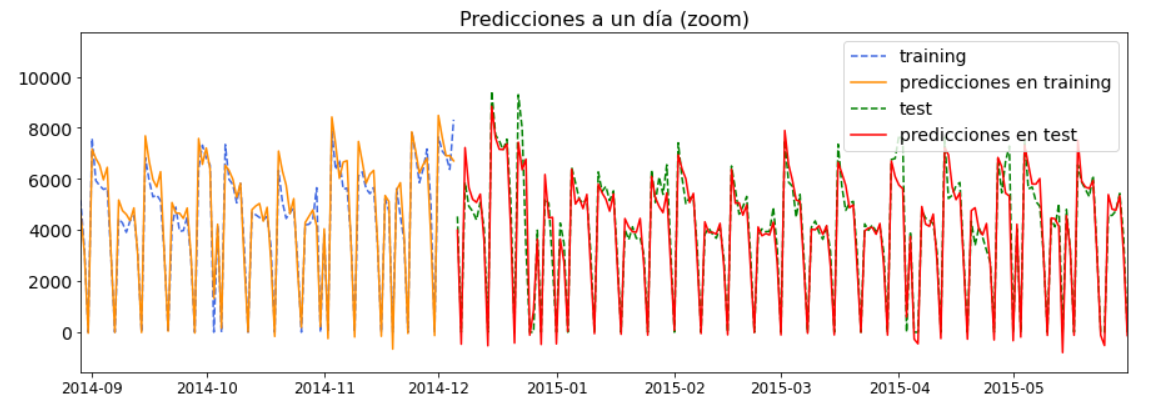 Predicciones a un día (zoom)
training
predicciones en training
test
predicciones en test
10000
8000
6000
4000
2000
0
2014-09 2014-10 2014-11 2014-12 2015-01 2015-02 2015-03 2015-04 2015-05